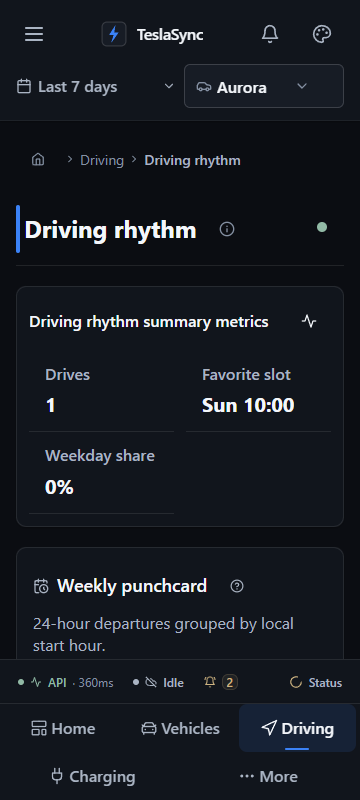 TeslaSync
Last 7 days
Aurora
Driving
Driving rhythm
Driving rhythm
Driving rhythm summary metrics
Drives
1
Favorite slot
Sun 10:00
Weekday share
0%
Weekly punchcard
24-hour departures grouped by local
start hour.
API · 360ms
Idle
2
Status
Home
Vehicles
Driving
Charging
More